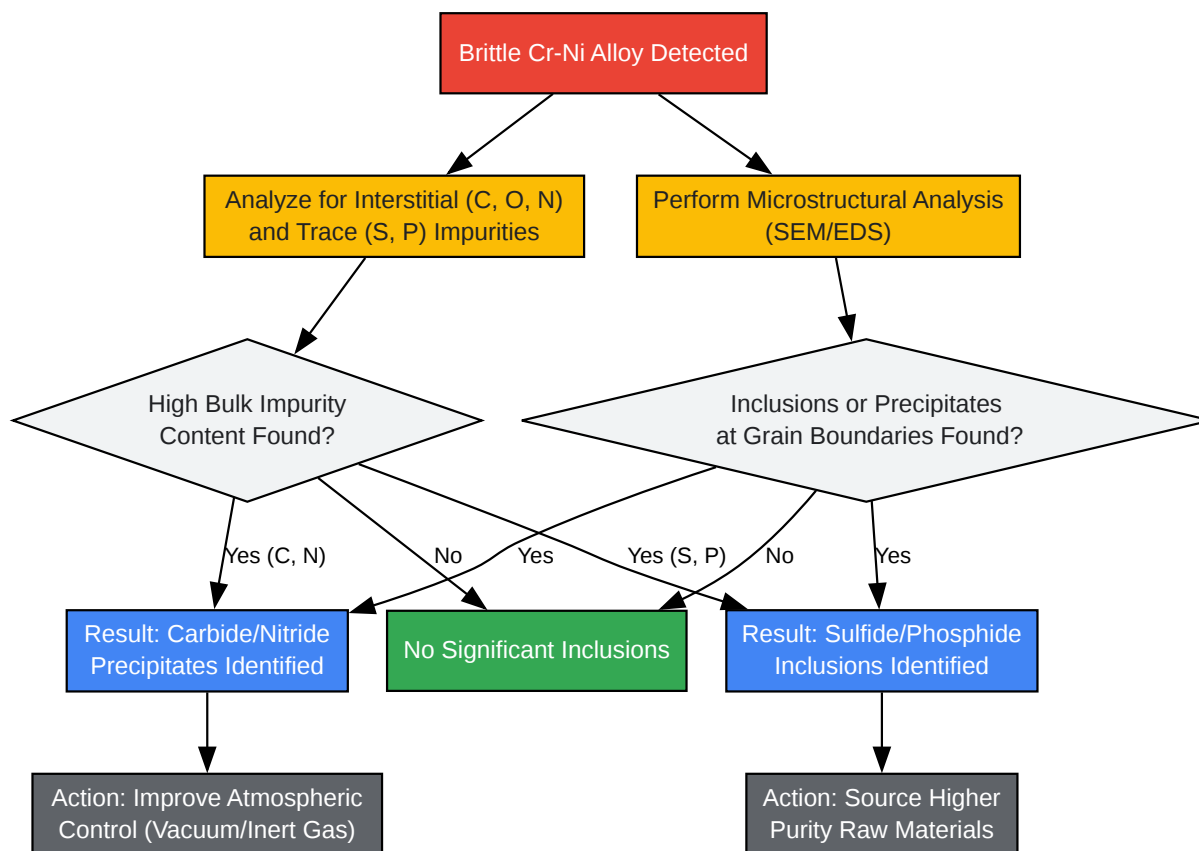 Brittle Cr-Ni Alloy Detected
Analyze for Interstitial (C, O, N)
and Trace (S, P) Impurities
Perform Microstructural Analysis
(SEM/EDS)
High Bulk Impurity
Content Found?
Inclusions or Precipitates
at Grain Boundaries Found?
Yes (C, N)
No
Yes
Yes (S, P)
No
Yes
Result: Carbide/Nitride
Precipitates Identified
No Significant Inclusions
Result: Sulfide/Phosphide
Inclusions Identified
Action: Improve Atmospheric
Control (Vacuum/Inert Gas)
Action: Source Higher
Purity Raw Materials